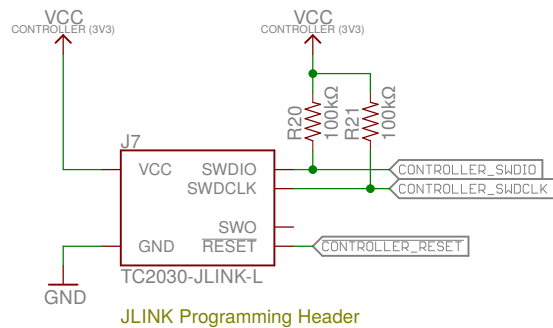 VCC
CONTROLLER (3V3)
VCC
CONTROLLER (3V3)
R20
100kΩ
R21
100kΩ
J7
VCC
SWDIO
CONTROLLER_SWDIO
SWDCLK
CONTROLLER_SWDCLK
SWO
GND
RESET
CONTROLLER_RESET
TC2030-JLINK-L
GND
JLINK Programming Header